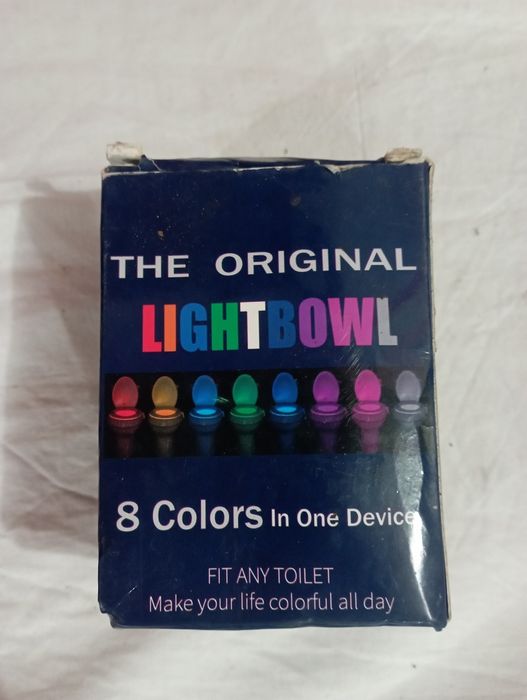 THE ORIGINAL
LIGHTBOWL
8 Colors In One Device
FIT ANY TOILET
Make your life colorful all day